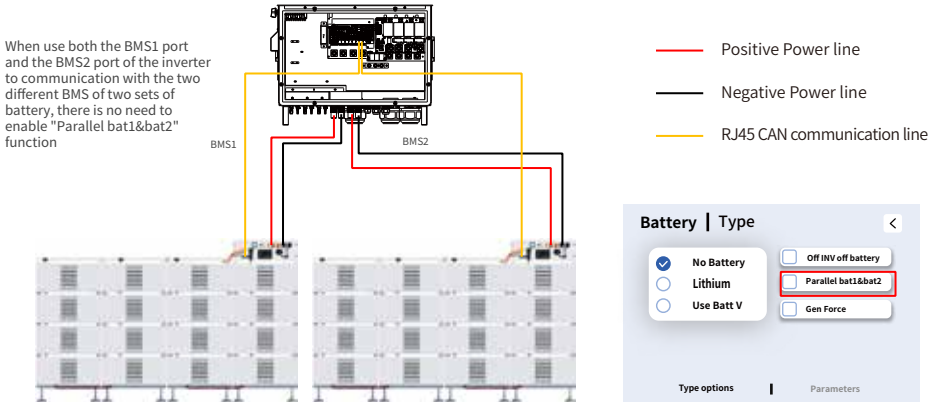 When use both the BMS1 port
and the BMS2 port of the inverter
to communication with the two
different BMS of two sets of
battery, there is no need to
enable "Parallel bat1&bat2"
function
BMS1
BMS2
Positive Power line
Negative Power line
RJ45 CAN communication line
Battery | Type
<
No Battery
Lithium
Use Batt V
Off INV off battery
Parallel bat1&bat2
Gen Force
Type options
Parameters